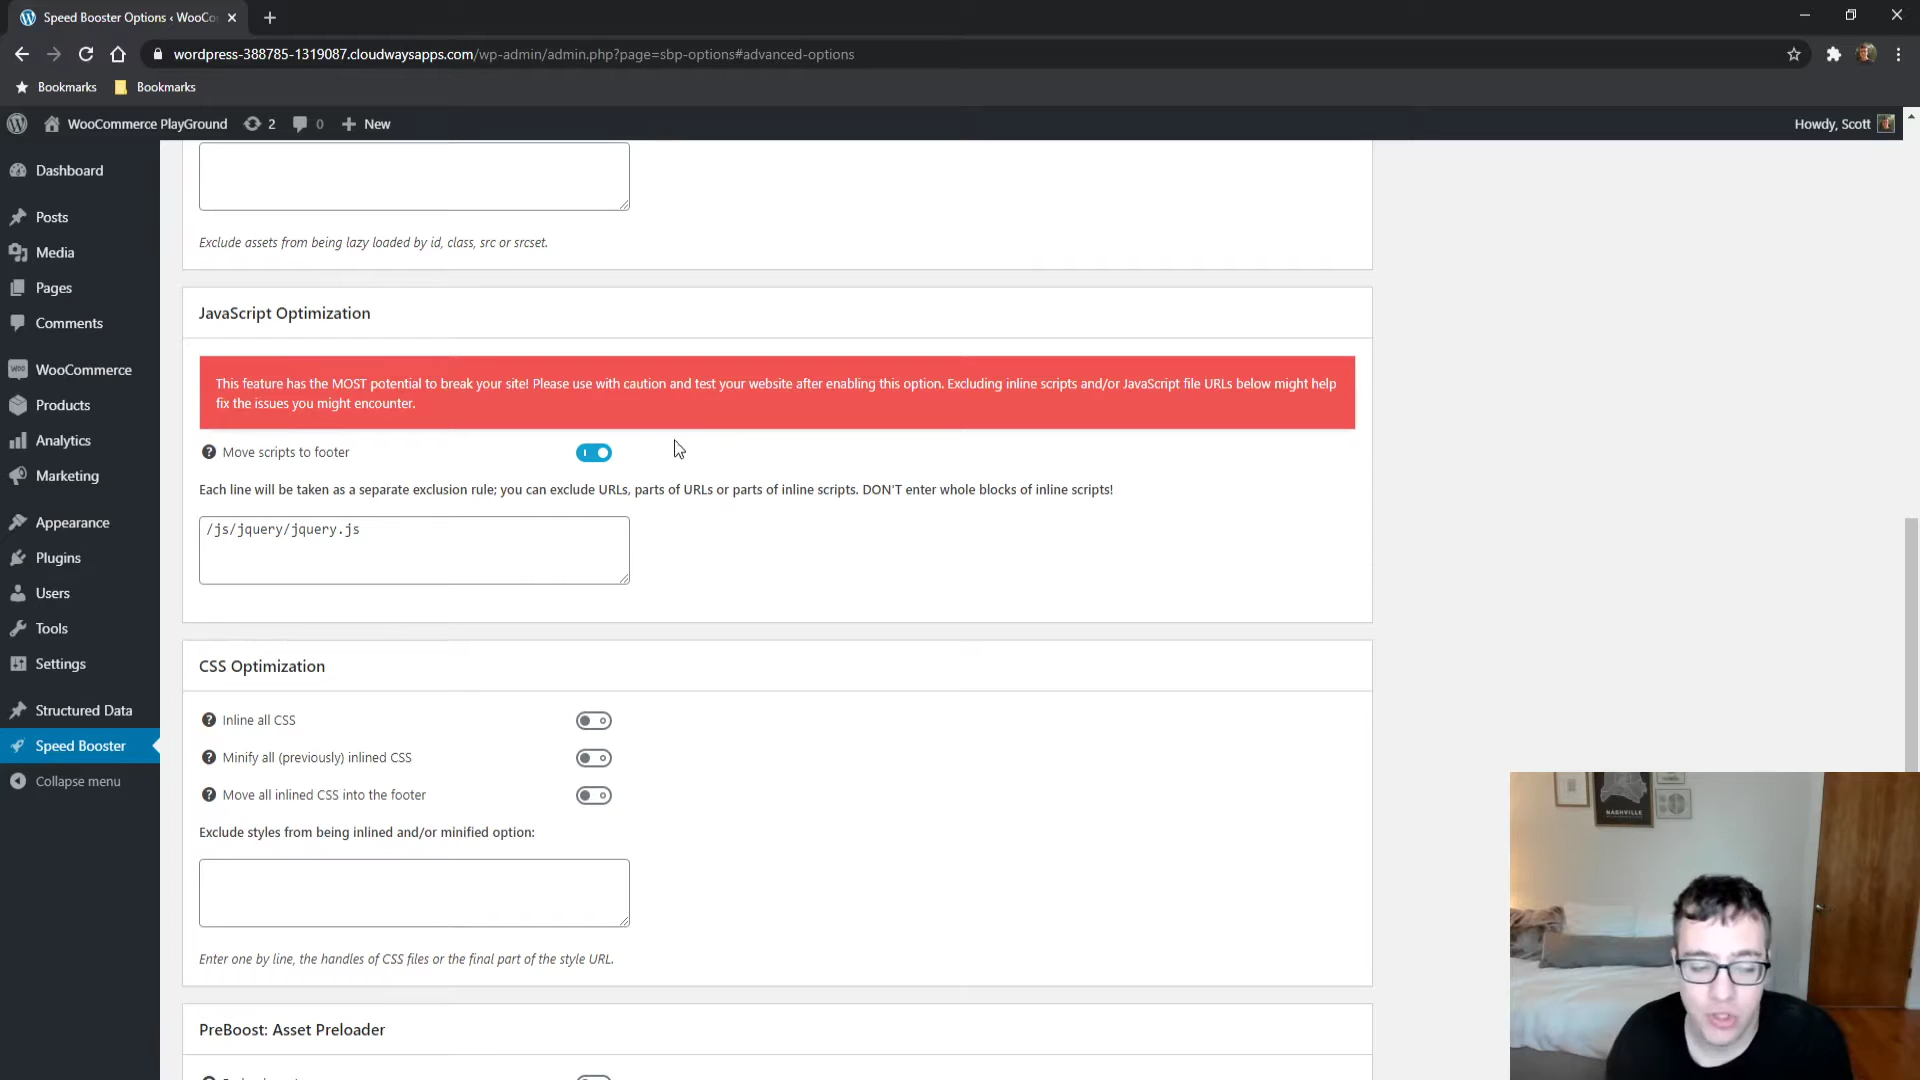 Speed Booster Options ‹ WooCo
wordpress-388785-1319087.cloudwaysapps.com/wp-admin/admin.php?page=sbp-options#advanced-options
Bookmarks
Bookmarks
WooCommerce PlayGround
2
0
New
Howdy, Scott
Dashboard
Posts
Media
Pages
Comments
WooCommerce
Products
Analytics
Marketing
Appearance
Plugins
Users
Tools
Settings
Structured Data
Speed Booster
Collapse menu
Exclude assets from being lazy loaded by id, class, src or srcset.
JavaScript Optimization
This feature has the MOST potential to break your site! Please use with caution and test your website after enabling this option. Excluding inline scripts and/or JavaScript file URLs below might help
fix the issues you might encounter.
Move scripts to footer
Each line will be taken as a separate exclusion rule; you can exclude URLs, parts of URLs or parts of inline scripts. DON'T enter whole blocks of inline scripts!
/js/jquery/jquery.js
CSS Optimization
Inline all CSS
Minify all (previously) inlined CSS
Move all inlined CSS into the footer
Exclude styles from being inlined and/or minified option:
Enter one by line, the handles of CSS files or the final part of the style URL.
PreBoost: Asset Preloader
NASHVILLE